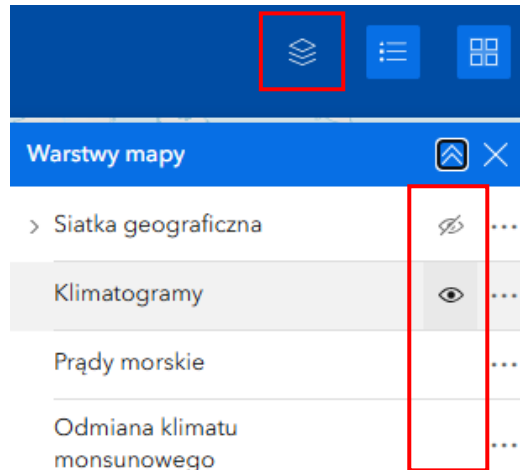 Warstwy mapy
Siatka geograficzna
Klimatogramy
Prądy morskie
Odmiana klimatu
monsunowego